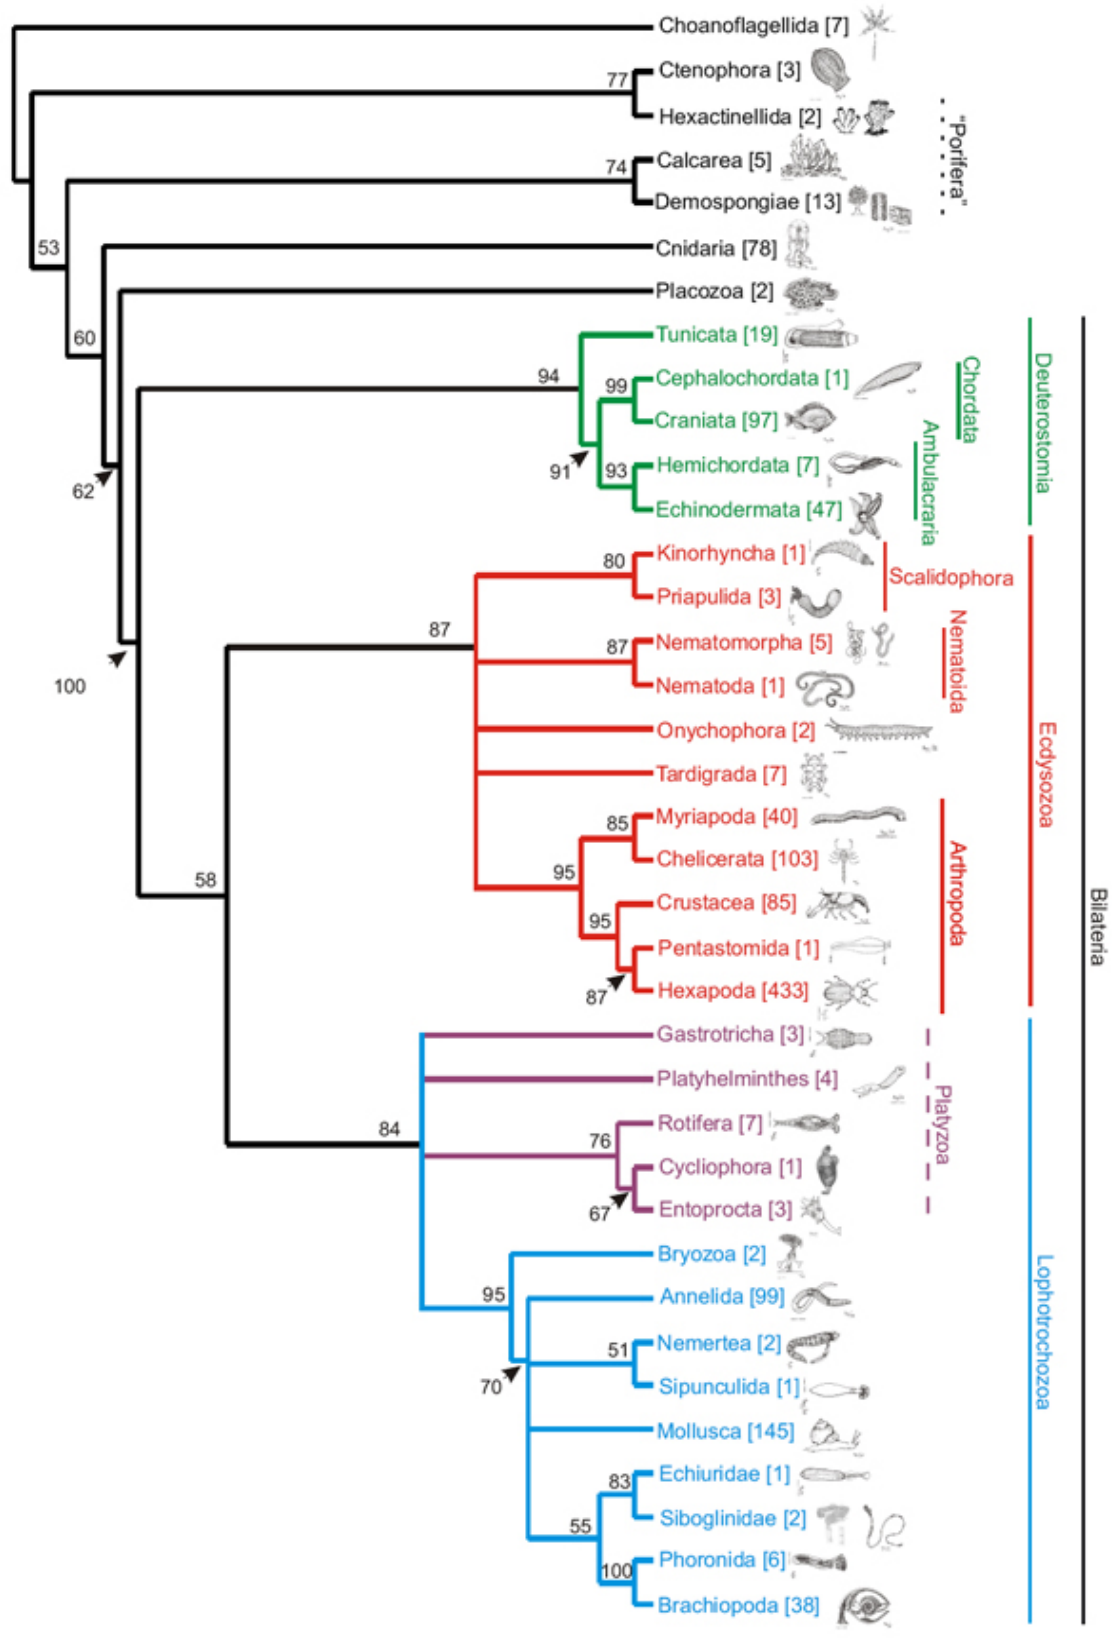 Choanoflagellida [7]
77
Ctenophora [3]
Hexactinellida [2]
"Porifera"
74
Calcarea [5]
Demospongiae [13]
53
Cnidaria [78]
Placozoa [2]
60
Tunicata [19]
94
99
Cephalochordata [1]
Craniata [97]
Chordata
91
93
Hemichordata [7]
Echinodermata [47]
Ambulacraria
Deuterostomia
62
80
Kinorhyncha [1]
Priapulida [3]
Scalidophora
87
87
Nematomorpha [5]
Nematoda [1]
Nematoida
100
Onychophora [2]
Tardigrada [7]
Ecdysozoa
85
Myriapoda [40]
Chelicerata [103]
95
95
Crustacea [85]
Pentastomida [1]
87
Hexapoda [433]
Arthropoda
58
Bilateria
Gastrotricha [3]
Platyhelminthes [4]
84
76
Rotifera [7]
Cycliophora [1]
67
Entoprocta [3]
Platyzoa
Bryozoa [2]
95
Annelida [99]
51
Nemertea [2]
70
Sipunculida [1]
Lophotrochozoa
Mollusca [145]
83
Echiuridae [1]
Siboglinidae [2]
55
100
Phoronida [6]
Brachiopoda [38]